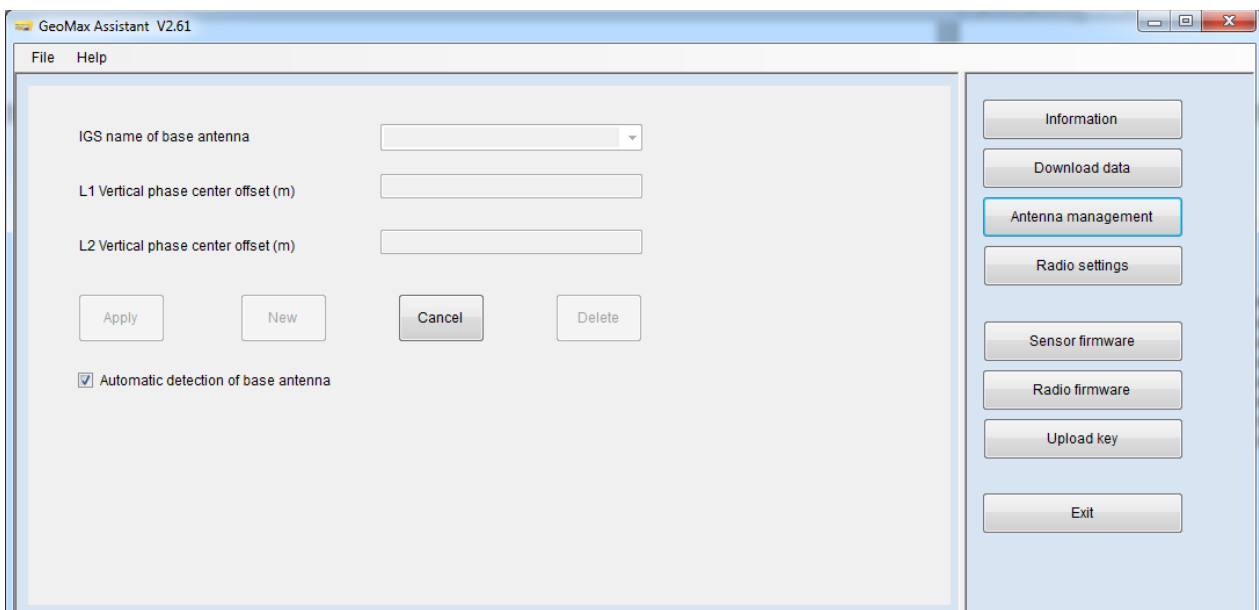 GeoMax Assistant V2.61
File Help
IGS name of base antenna
L1 Vertical phase center offset (m)
L2 Vertical phase center offset (m)
Apply New Cancel Delete
Automatic detection of base antenna
Information
Download data
Antenna management
Radio settings
Sensor firmware
Radio firmware
Upload key
Exit